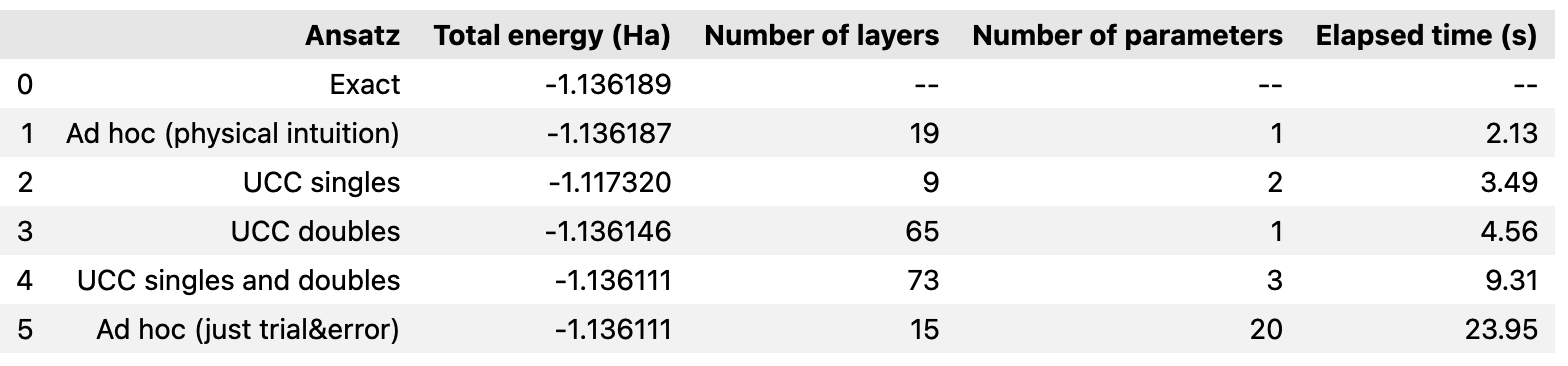 Ansatz Total energy (Ha) Number of layers Number of parameters Elapsed time (s)
0 Exact -1.136189 -- -- --
1 Ad hoc (physical intuition) -1.136187 19 1 2.13
2 UCC singles -1.117320 9 2 3.49
3 UCC doubles -1.136146 65 1 4.56
4 UCC singles and doubles -1.136111 73 3 9.31
5 Ad hoc (just trial&error) -1.136111 15 20 23.95